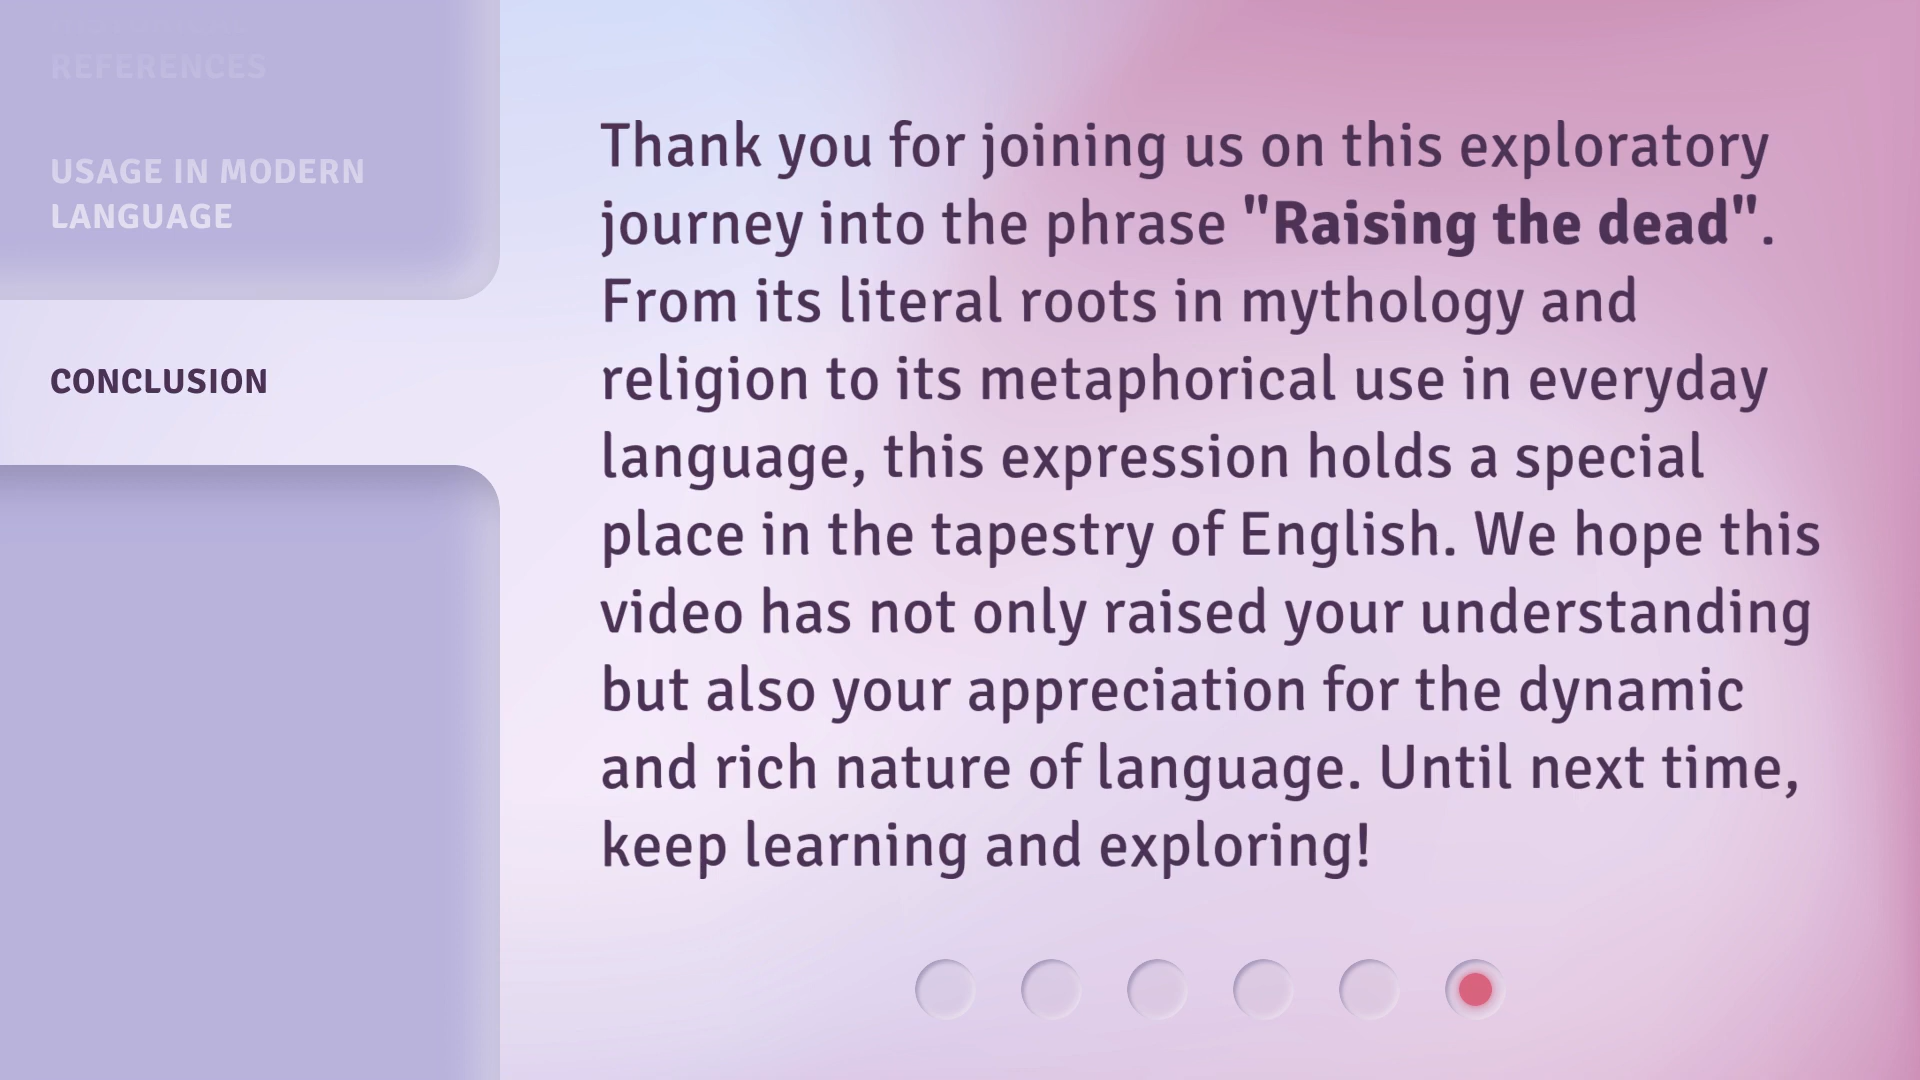 REFERENCES
USAGE IN MODERN
LANGUAGE
CONCLUSION
Thank you for joining us on this exploratory
journey into the phrase "Raising the dead".
From its literal roots in mythology and
religion to its metaphorical use in everyday
language, this expression holds a special
place in the tapestry of English. We hope this
video has not only raised your understanding
but also your appreciation for the dynamic
and rich nature of language. Until next time,
keep learning and exploring!